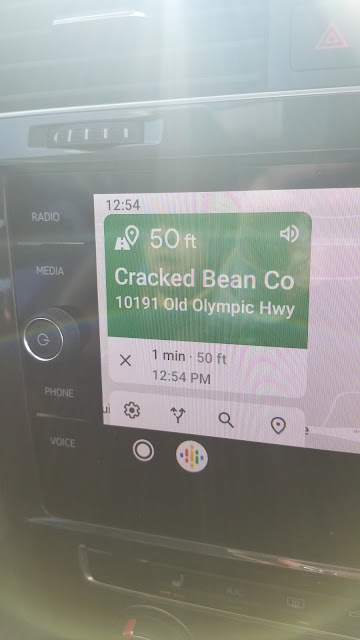 RADIO
MEDIA
PHONE
VOICE
12:54
50 ft
Cracked Bean Co
10191 Old Olympic Hwy
1 min · 50 ft
12:54 PM
A/C